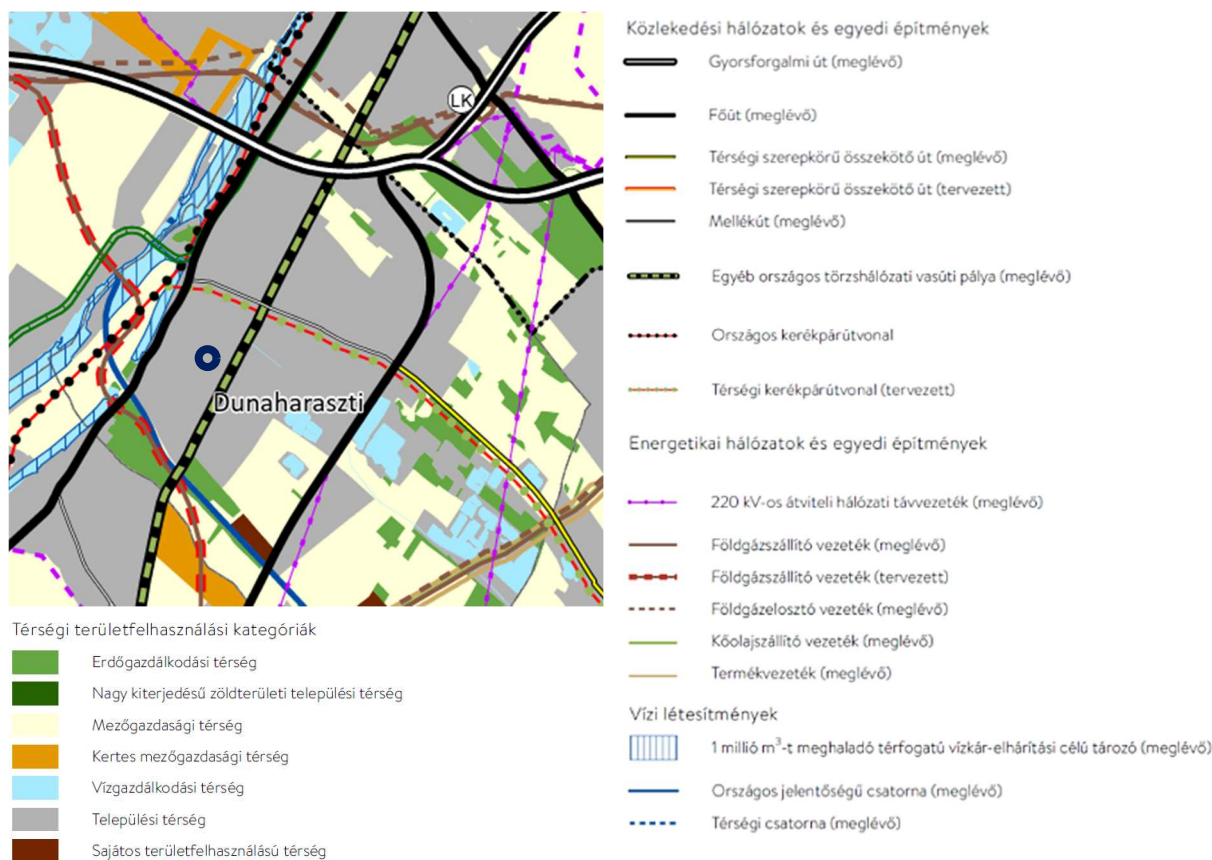 LK
Dunaharaszti
Térségi területfelhasználási kategóriák
Erdőgazdálkodási térség
Nagy kiterjedésű zöldterületi települési térség
Mezőgazdasági térség
Kertes mezőgazdasági térség
Vízgazdálkodási térség
Települési térség
Sajátos területfelhasználású térség
Közlekedési hálózatok és egyedi építmények
Gyorsforgalmi út (meglévő)
Főút (meglévő)
Térségi szerepkörű összekötő út (meglévő)
Térségi szerepkörű összekötő út (tervezett)
Mellékút (meglévő)
Egyéb országos törzshálózati vasúti pálya (meglévő)
Országos kerékpárútvonal
Térségi kerékpárútvonal (tervezett)
Energetikai hálózatok és egyedi építmények
220 kV-os átviteli hálózati távvezeték (meglévő)
Földgázszállító vezeték (meglévő)
Földgázszállító vezeték (tervezett)
Földgázelosztó vezeték (meglévő)
Kőolajszállító vezeték (meglévő)
Termékvezeték (meglévő)
Vízi létesítmények
1 millió m³-t meghaladó térfogatú vízkár-elhárítási célú tározó (meglévő)
Országos jelentőségű csatorna (meglévő)
Térségi csatorna (meglévő)